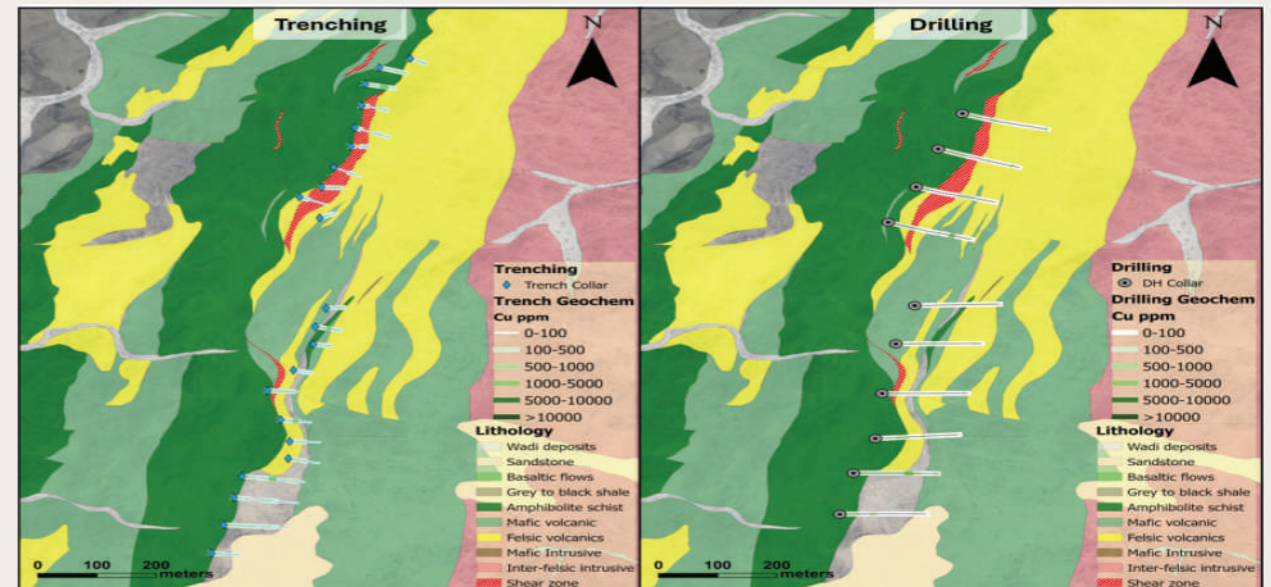 Trenching
N
Trenching
Trench Collar
Trench Geochem
Cu ppm
0-100
100-500
500-1000
1000-5000
5000-10000
>10000
Lithology
Wadi deposits
Sandstone
Basaltic flows
Grey to black shale
Amphibolite schist
Mafic volcanic
Felsic volcanics
Mafic Intrusive
Inter-felsic intrusive
Shear zone
0 100 200
meters
Drilling
N
Drilling
DH Collar
Drilling Geochem
Cu ppm
0-100
100-500
500-1000
1000-5000
5000-10000
>10000
Lithology
Wadi deposits
Sandstone
Basaltic flows
Grey to black shale
Amphibolite schist
Mafic volcanic
Felsic volcanics
Mafic Intrusive
Inter-felsic intrusive
Shear zone
0 100 200
meters